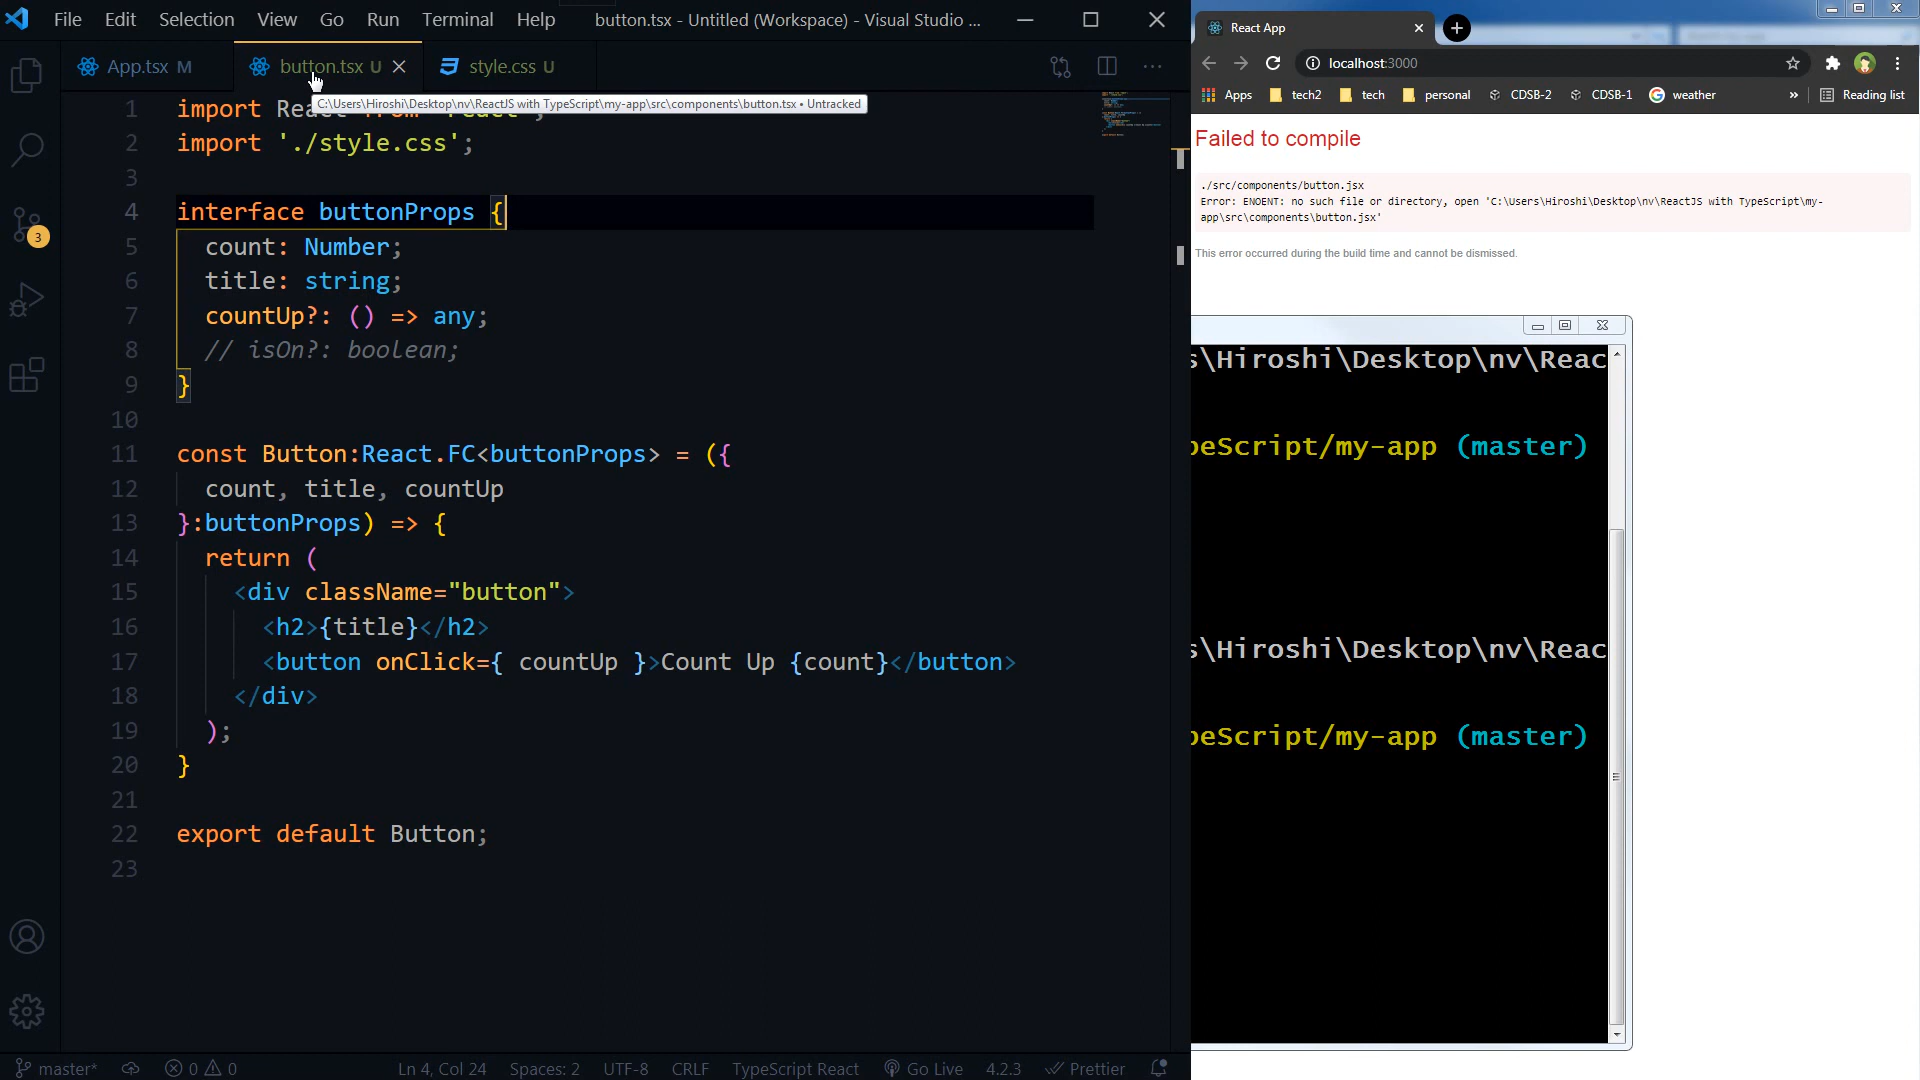 File Edit Selection View Go Run Terminal Help button.tsx - Untitled (Workspace) - Visual Studio ...
App.tsx M button.tsx U style.css U
C:\Users\Hiroshi\Desktop\nv\ReactJS with TypeScript\my-app\src\components\button.tsx • Untracked
1 import React from 'react';
2 import './style.css';
3
4 interface buttonProps {
5 count: Number;
6 title: string;
7 countUp?: () => any;
8 // isOn?: boolean;
9 }
10
11 const Button:React.FC<buttonProps> = ({
12 count, title, countUp
13 }:buttonProps) => {
14 return (
15 <div className="button">
16 <h2>{title}</h2>
17 <button onClick={ countUp }>Count Up {count}</button>
18 </div>
19 );
20 }
21
22 export default Button;
23
3
master* 0 0 Ln 4, Col 24 Spaces: 2 UTF-8 CRLF TypeScript React Go Live 4.2.3 Prettier
React App
localhost:3000
Apps tech2 tech personal CDSB-2 CDSB-1 weather » Reading list
Failed to compile
./src/components/button.jsx
Error: ENOENT: no such file or directory, open 'C:\Users\Hiroshi\Desktop\nv\ReactJS with TypeScript\my-
app\src\components\button.jsx'
This error occurred during the build time and cannot be dismissed.
s\Hiroshi\Desktop\nv\Reac
peScript/my-app (master)
s\Hiroshi\Desktop\nv\Reac
peScript/my-app (master)